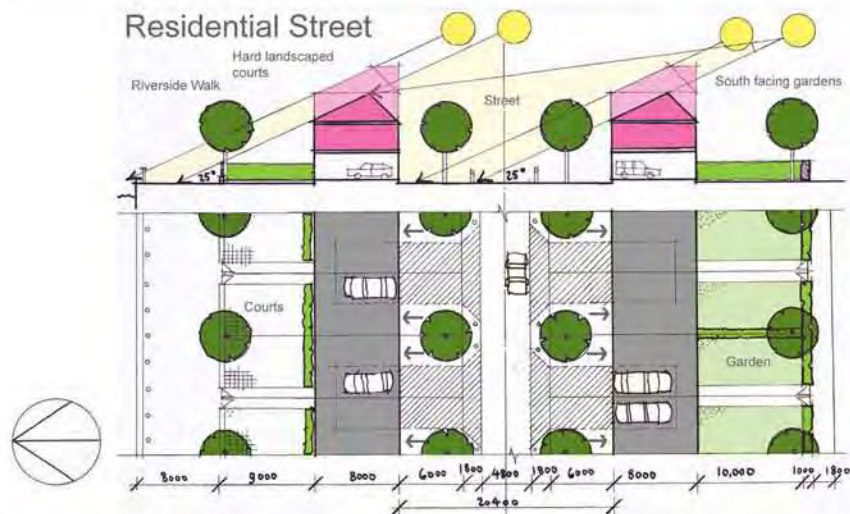 Residential Street
Hard landscaped
courts
Riverside Walk
Street
South facing gardens
25°
25°
Courts
Garden
8000 9000 8000 6000 1800 4800 1800 6000 8000 10,000 1000 1800
20400